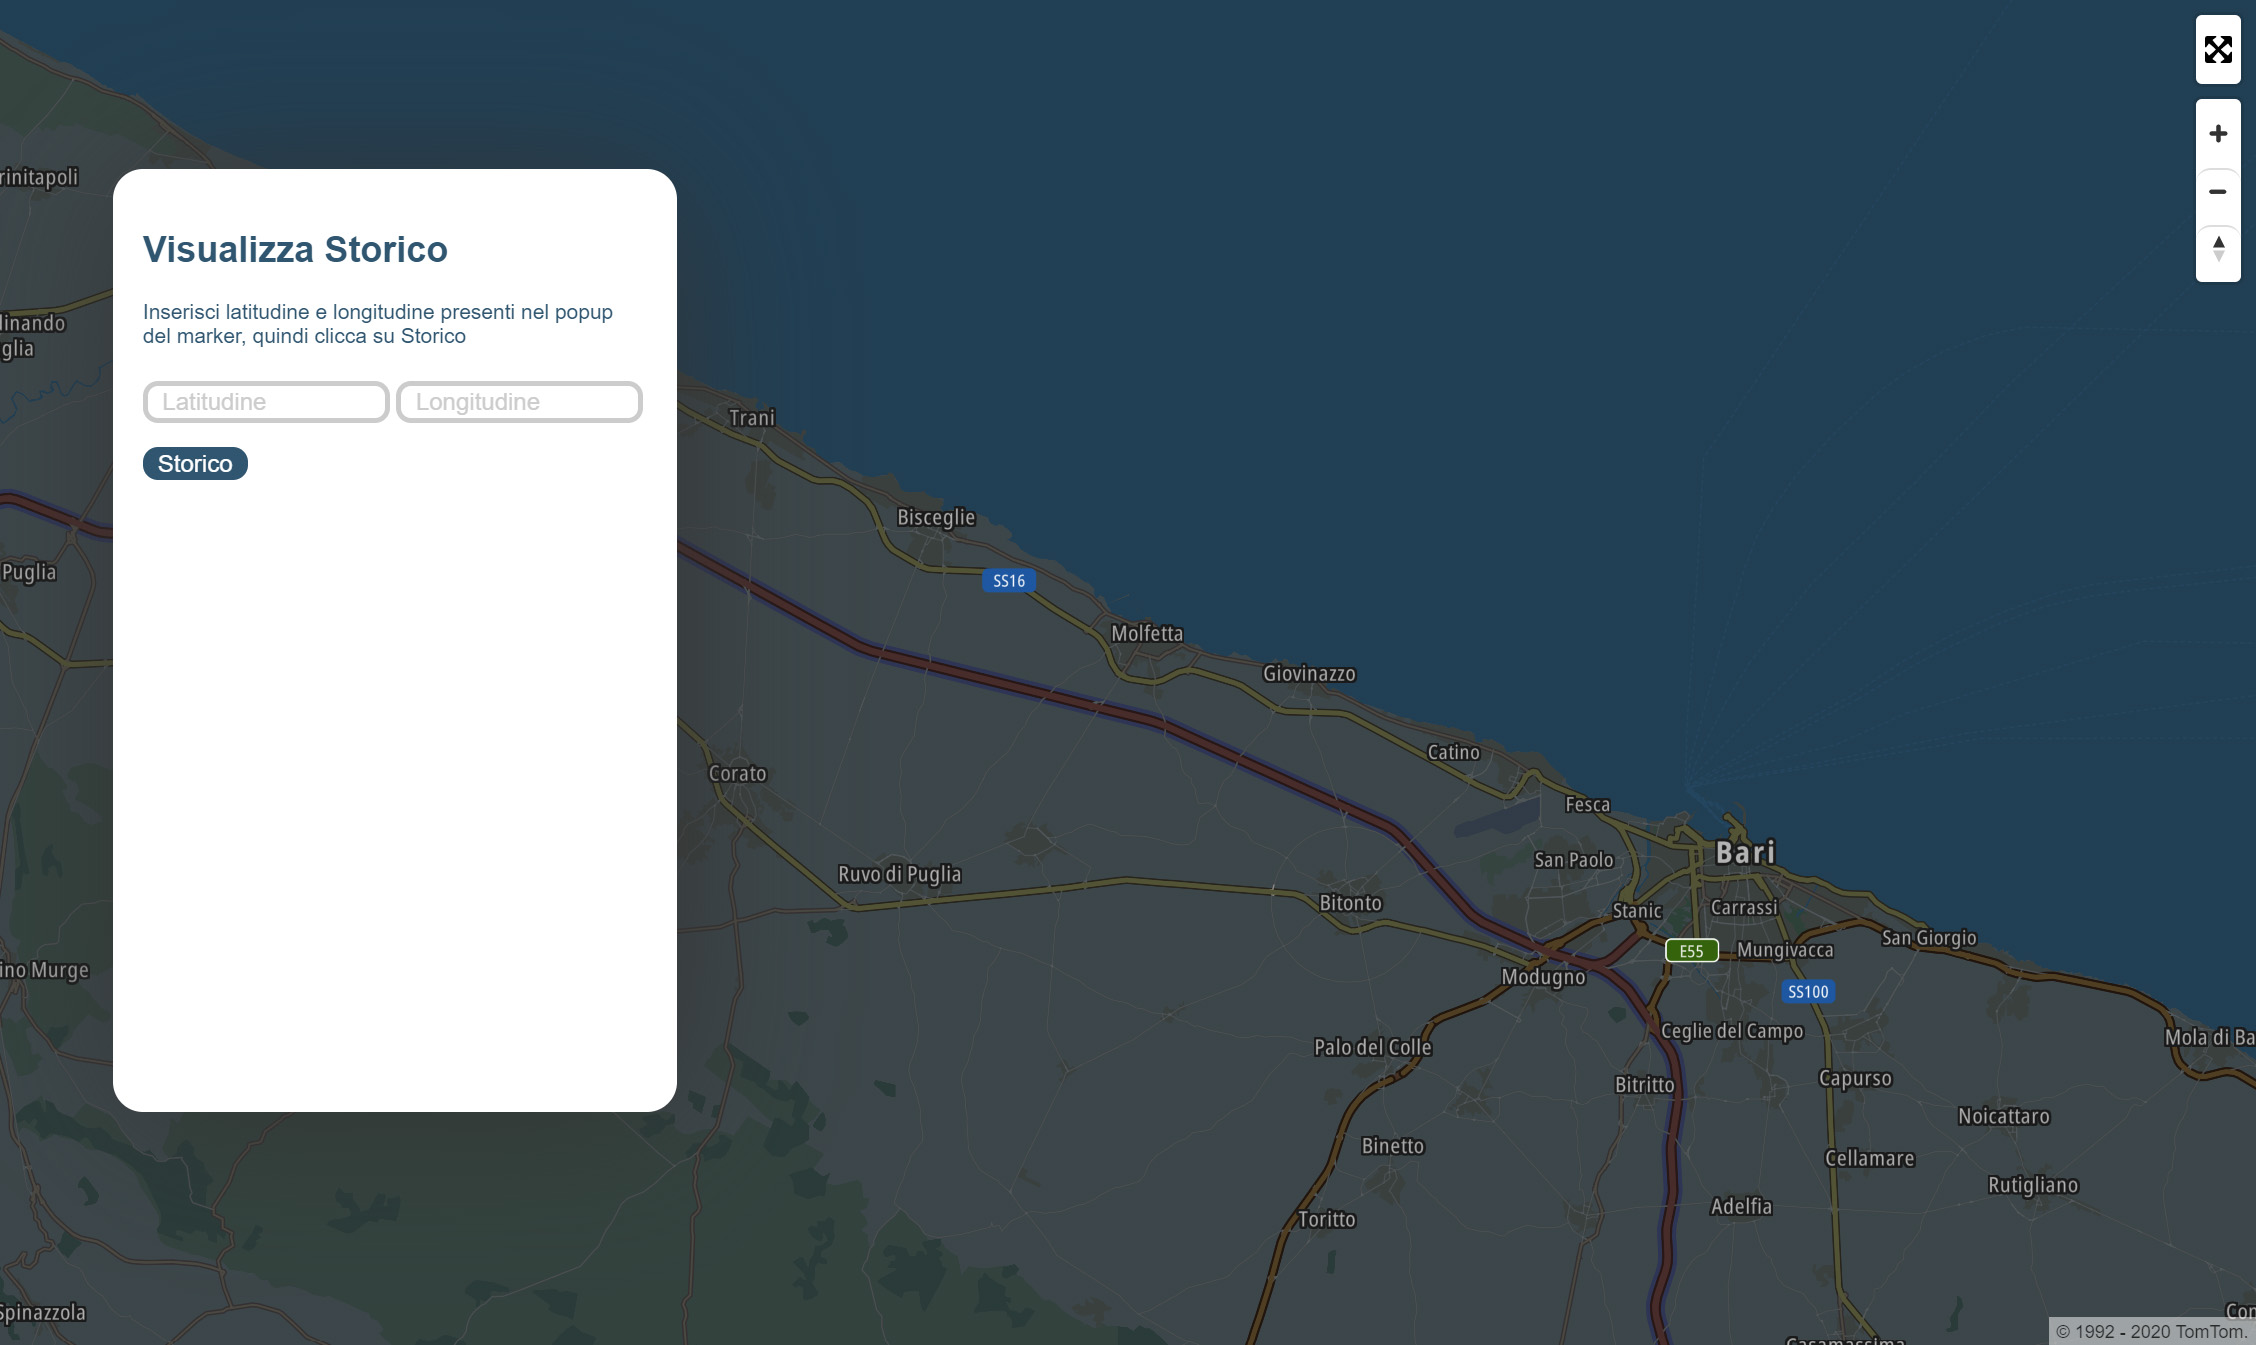 Visualizza Storico
Inserisci latitudine e longitudine presenti nel popup
del marker, quindi clicca su Storico
Latitudine
Longitudine
Storico
rinitapoli
linando
glia
Puglia
ino Murge
Spinazzola
Trani
Bisceglie
SS16
Molfetta
Giovinazzo
Corato
Catino
Fesca
Ruvo di Puglia
San Paolo
Bari
Bitonto
Stanic
Carrassi
San Giorgio
E55
Mungivacca
Modugno
SS100
Ceglie del Campo
Mola di Ba
Palo del Colle
Bitritto
Capurso
Noicattaro
Binetto
Cellamare
Rutigliano
Toritto
Adelfia
Con
Casamassima
© 1992 - 2020 TomTom.